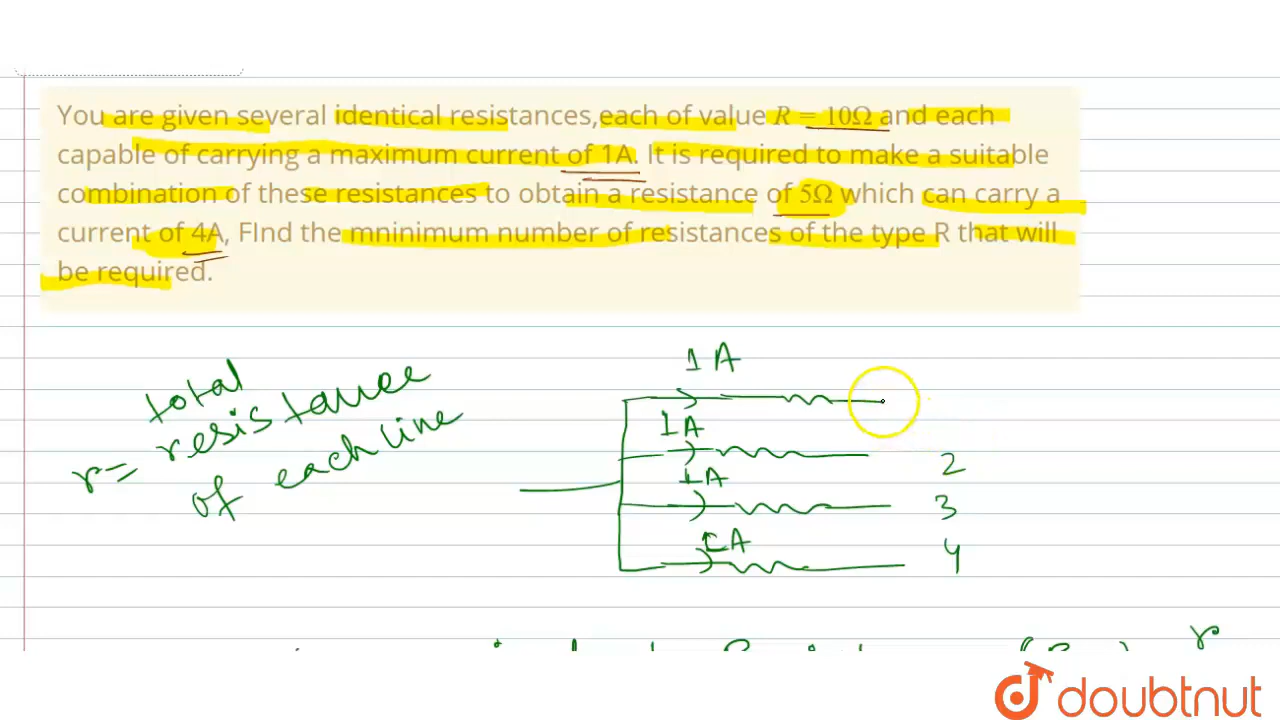 You are given several identical resistances,each of value R = 10Ω and each
capable of carrying a maximum current of 1A. It is required to make a suitable
combination of these resistances to obtain a resistance of 5Ω which can carry a
current of 4A, FInd the mninimum number of resistances of the type R that will
be required.
1 A
total
r= resistance
of each line
1A
2
1A
3
1A
4
r
doubtnut